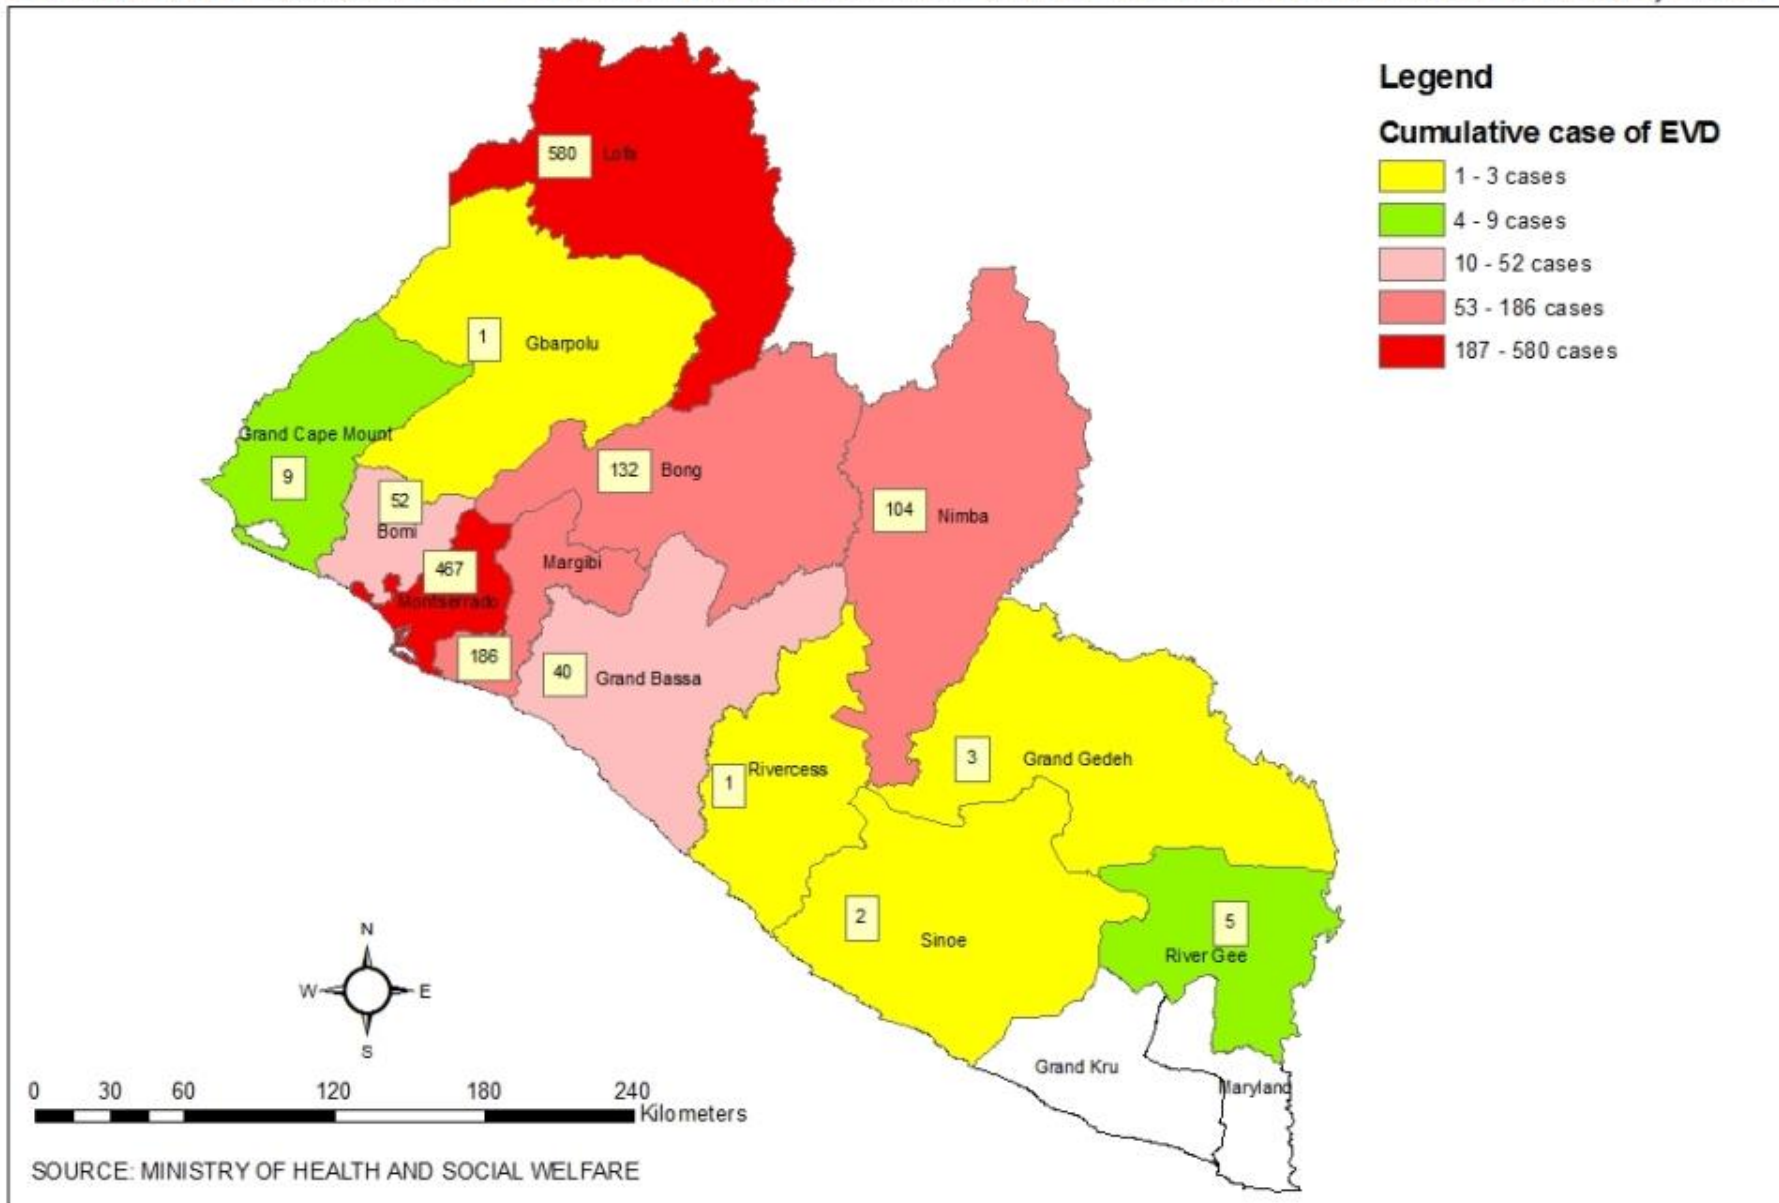 Legend
Cumulative case of EVD
1 - 3 cases
4 - 9 cases
10 - 52 cases
53 - 186 cases
187 - 580 cases
580 Lofa
1 Gbarpolu
Grand Cape Mount
9
132 Bong
52
Bomi
104 Nimba
467
Margibi
Montserrado
186
40 Grand Bassa
1 Rivercess
3 Grand Gedeh
2
Sinoe
5
River Gee
Grand Kru
Maryland
N
W E
S
0 30 60 120 180 240
Kilometers
SOURCE: MINISTRY OF HEALTH AND SOCIAL WELFARE